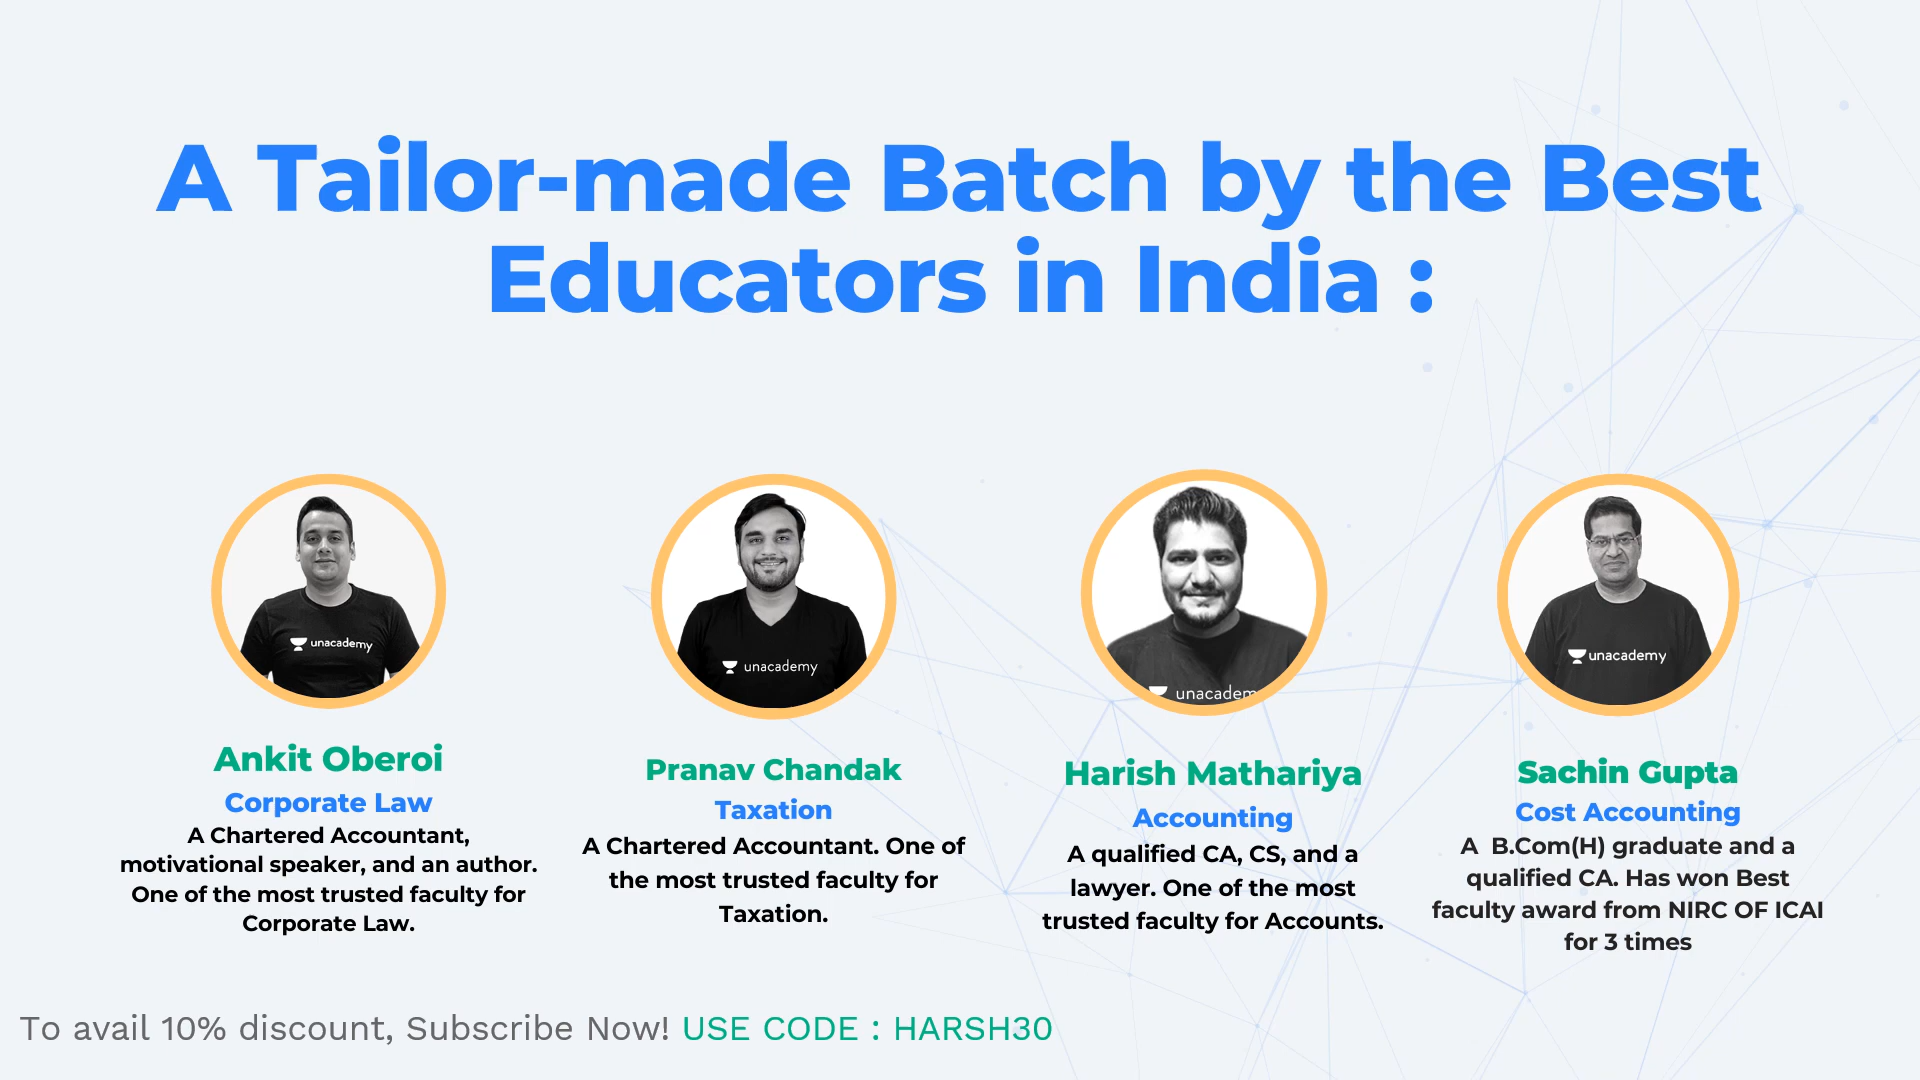 A Tailor-made Batch by the Best
Educators in India :
unacademy
unacademy
unacadem
unacademy
Ankit Oberoi
Corporate Law
A Chartered Accountant,
motivational speaker, and an author.
One of the most trusted faculty for
Corporate Law.
Pranav Chandak
Taxation
A Chartered Accountant. One of
the most trusted faculty for
Taxation.
Harish Mathariya
Accounting
A qualified CA, CS, and a
lawyer. One of the most
trusted faculty for Accounts.
Sachin Gupta
Cost Accounting
A B.Com(H) graduate and a
qualified CA. Has won Best
faculty award from NIRC OF ICAI
for 3 times
To avail 10% discount, Subscribe Now! USE CODE : HARSH30